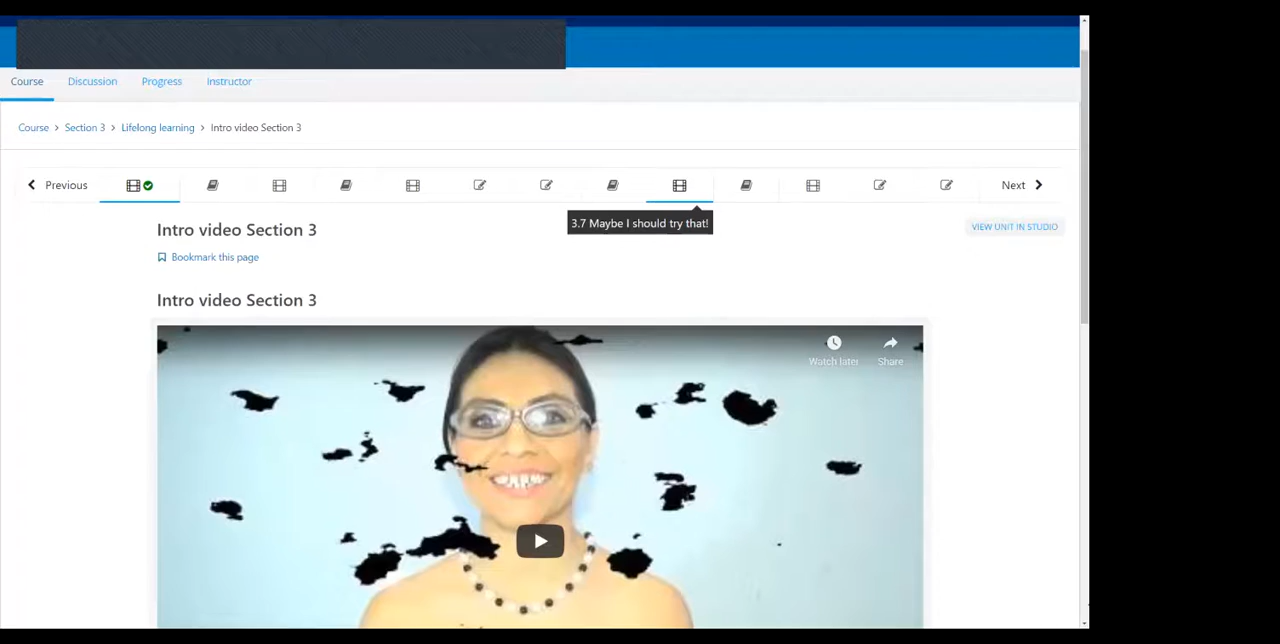 Course Discussion Progress Instructor
Course > Section 3 > Lifelong learning > Intro video Section 3
Previous Next
3.7 Maybe I should try that!
Intro video Section 3
VIEW UNIT IN STUDIO
Bookmark this page
Intro video Section 3
Watch later Share